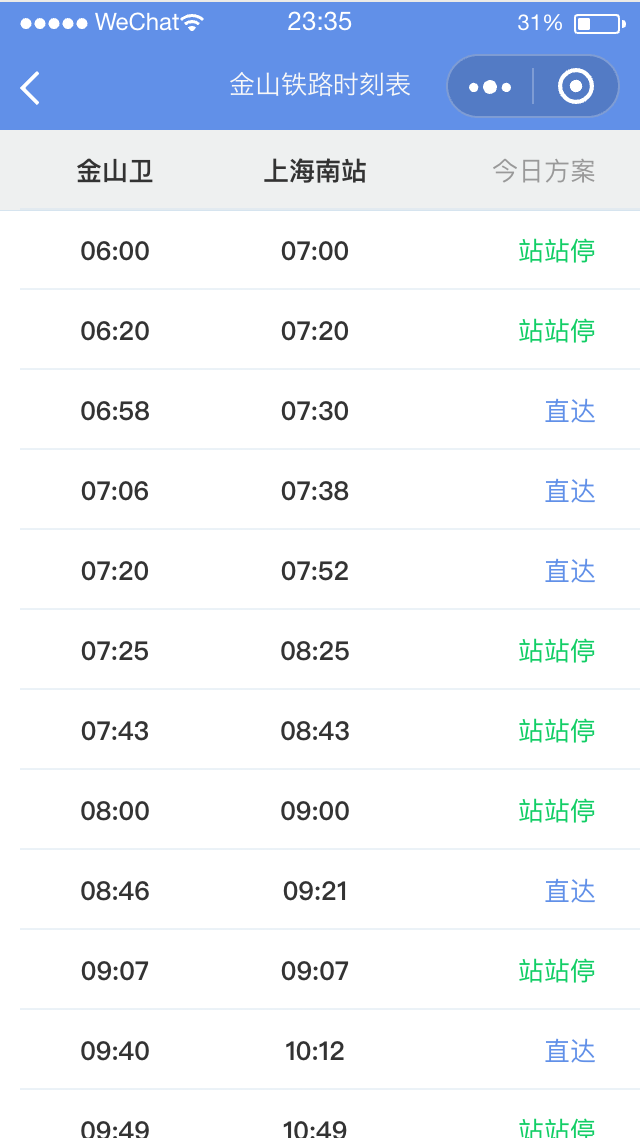 ●●●●● WeChat 23:35 31%
金山铁路时刻表
金山卫 上海南站 今日方案
06:00 07:00 站站停
06:20 07:20 站站停
06:58 07:30 直达
07:06 07:38 直达
07:20 07:52 直达
07:25 08:25 站站停
07:43 08:43 站站停
08:00 09:00 站站停
08:46 09:21 直达
09:07 09:07 站站停
09:40 10:12 直达
09:49 10:49 站站停